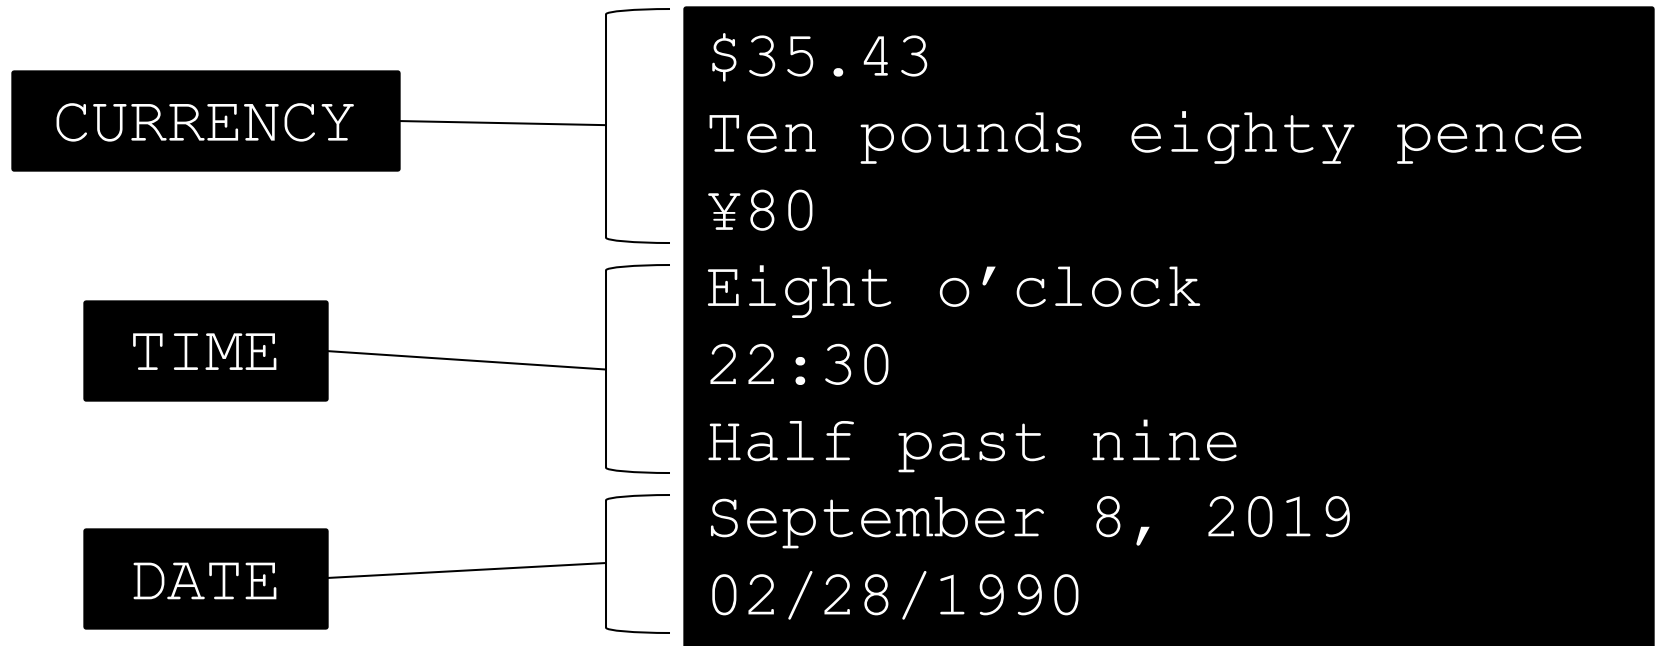 CURRENCY
$35.43
Ten pounds eighty pence
¥80
TIME
Eight o’clock
22:30
Half past nine
DATE
September 8, 2019
02/28/1990